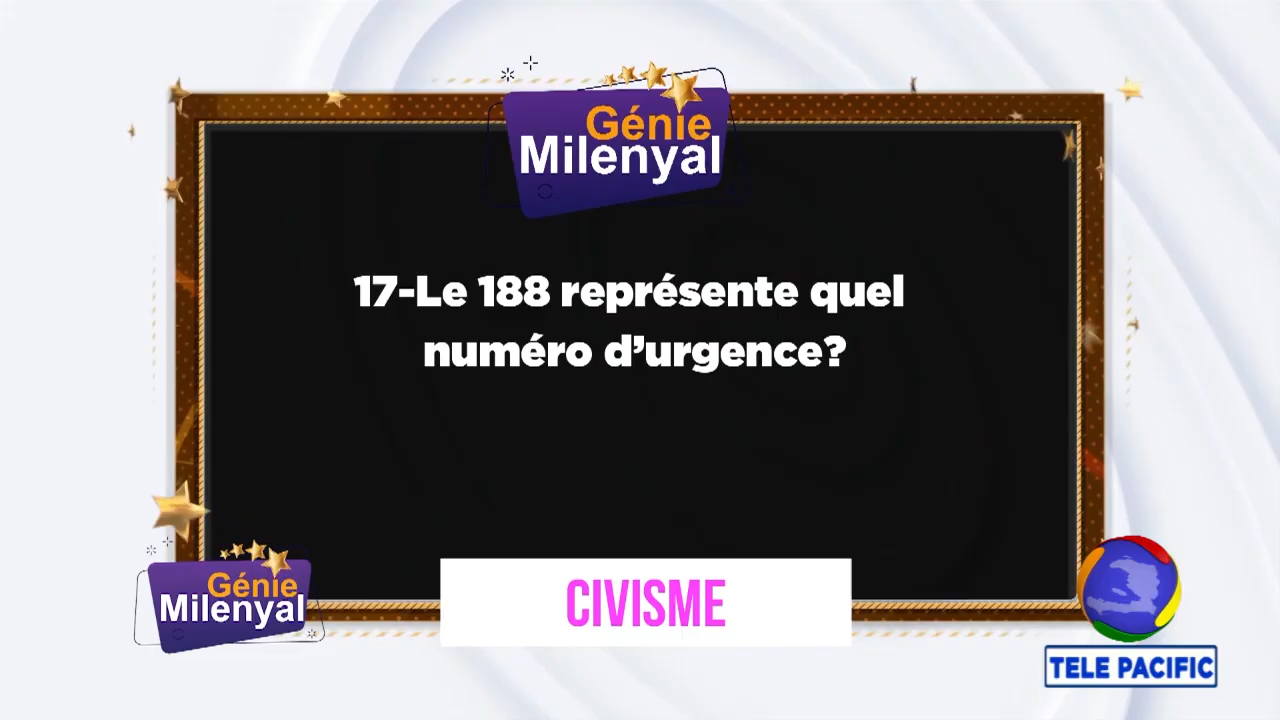 Génie
Milenyal
17-Le 188 représente quel
numéro d'urgence?
Génie
Milenyal
CIVISME
TELE PACIFIC